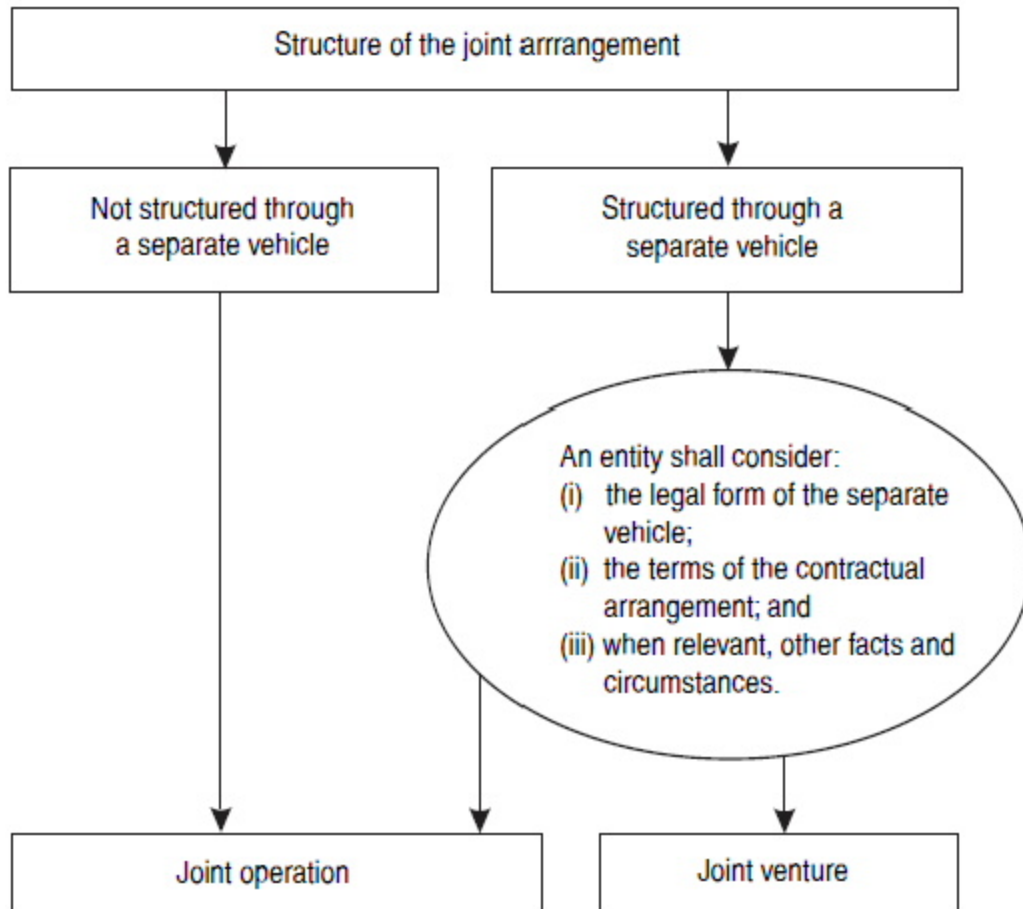 Structure of the joint arrrangement
Not structured through
a separate vehicle
Structured through a
separate vehicle
An entity shall consider:
(i) the legal form of the separate
vehicle;
(ii) the terms of the contractual
arrangement; and
(iii) when relevant, other facts and
circumstances.
Joint operation
Joint venture